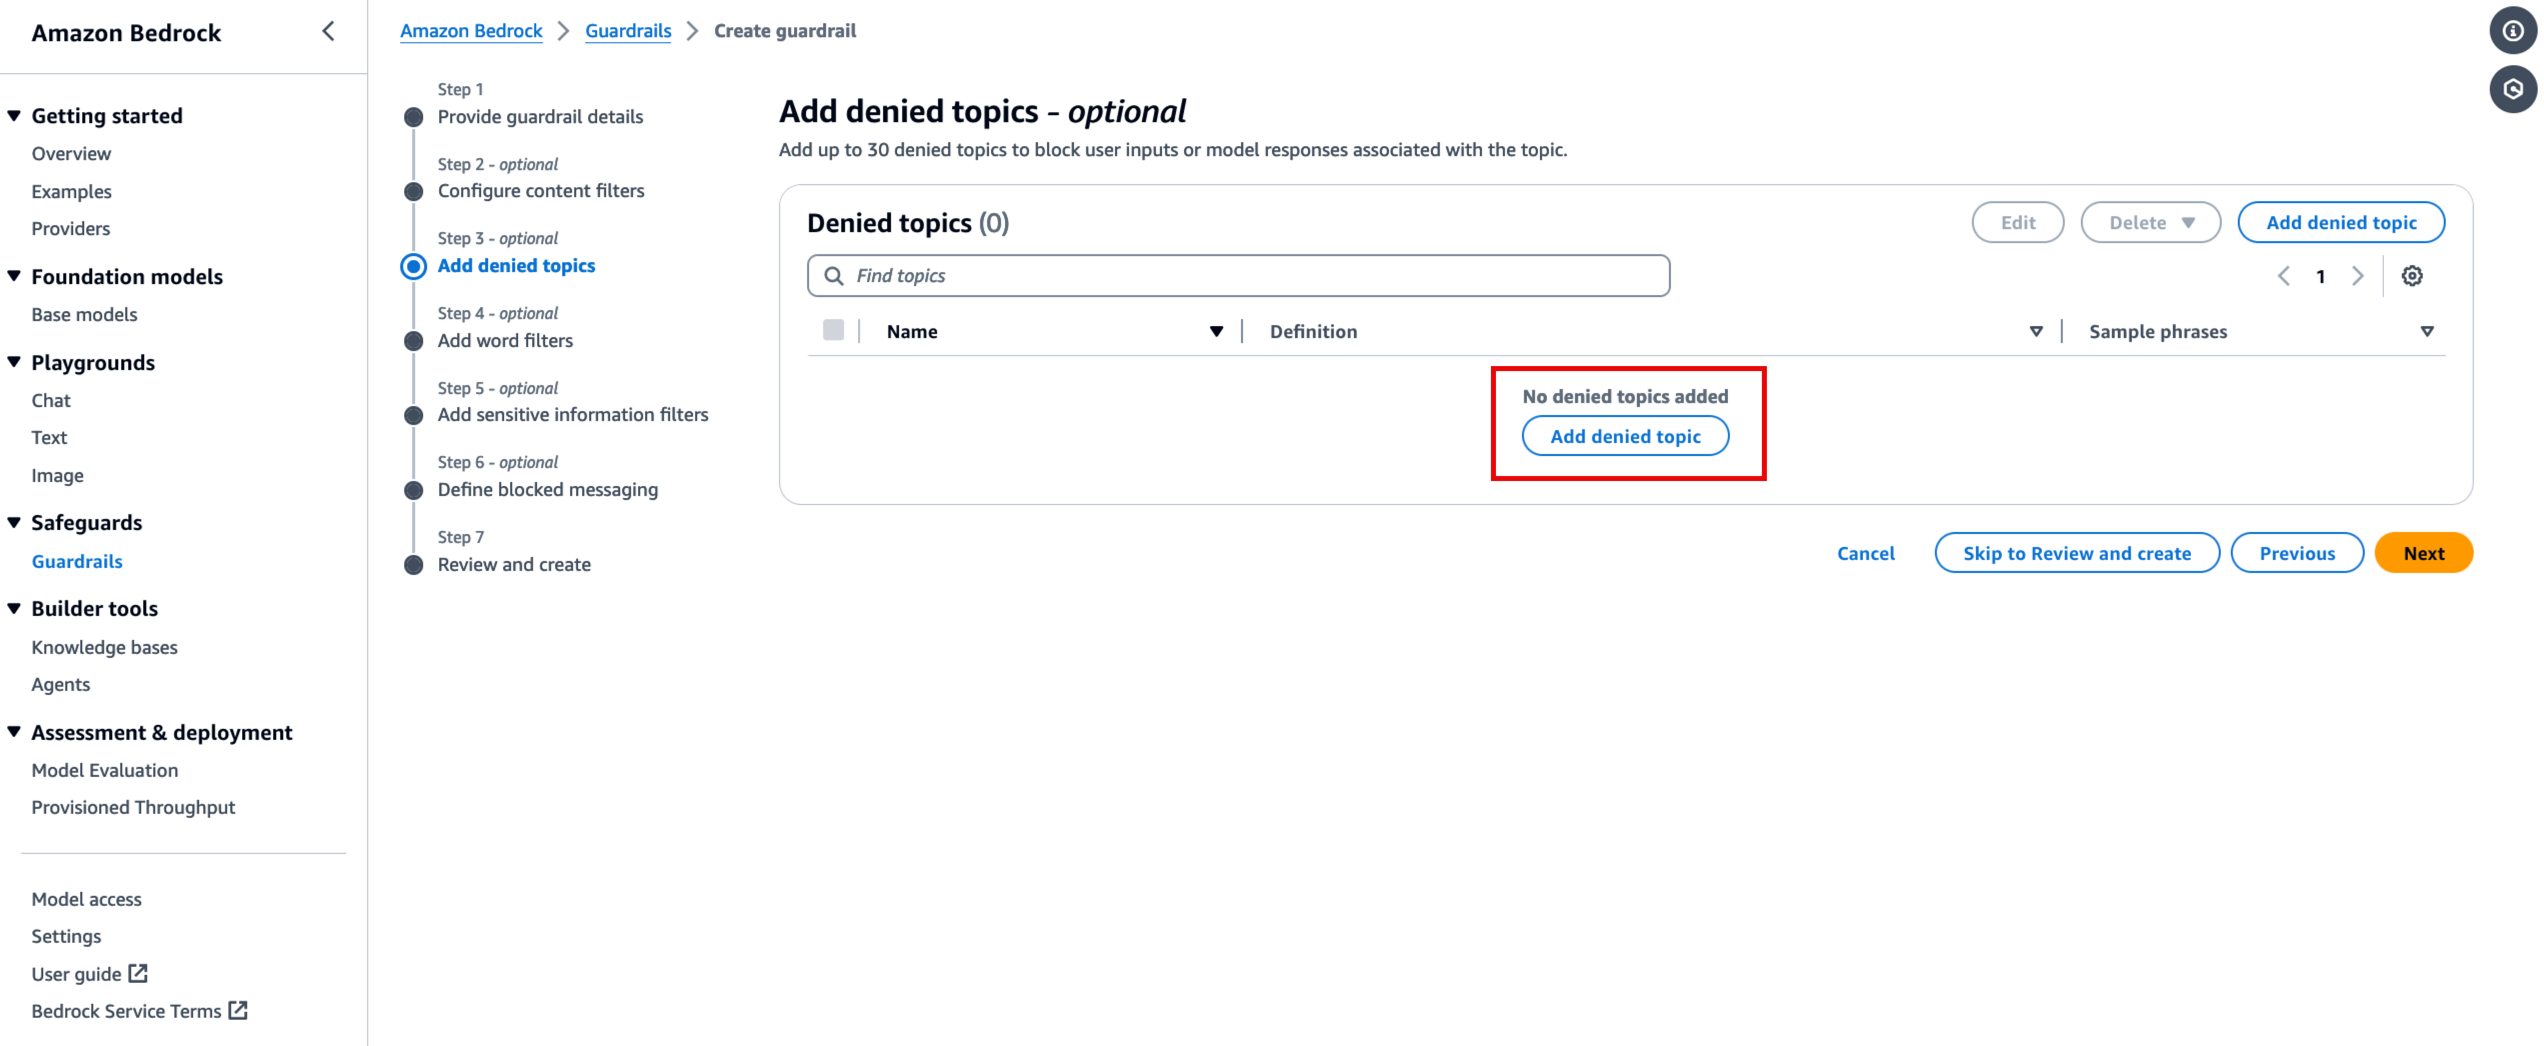 Amazon Bedrock
Getting started
Overview
Examples
Providers
Foundation models
Base models
Playgrounds
Chat
Text
Image
Safeguards
Guardrails
Builder tools
Knowledge bases
Agents
Assessment & deployment
Model Evaluation
Provisioned Throughput
Model access
Settings
User guide
Bedrock Service Terms
Amazon Bedrock > Guardrails > Create guardrail
Step 1
Provide guardrail details
Step 2 - optional
Configure content filters
Step 3 - optional
Add denied topics
Step 4 - optional
Add word filters
Step 5 - optional
Add sensitive information filters
Step 6 - optional
Define blocked messaging
Step 7
Review and create
Add denied topics - optional
Add up to 30 denied topics to block user inputs or model responses associated with the topic.
Denied topics (0)
Edit Delete Add denied topic
Find topics
1
Name Definition Sample phrases
No denied topics added
Add denied topic
Cancel Skip to Review and create Previous Next